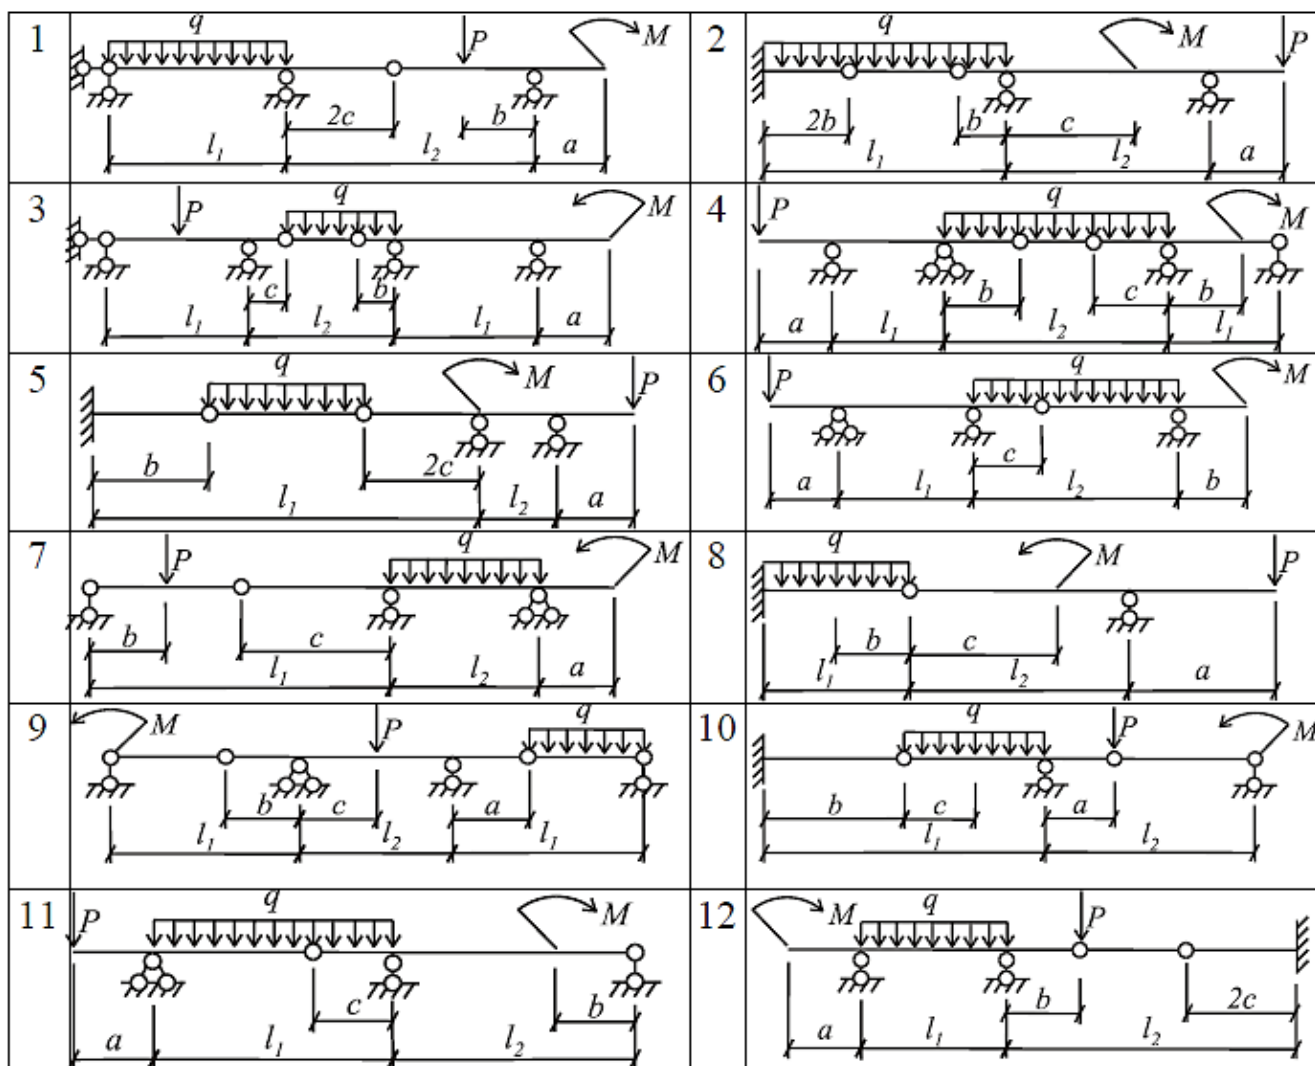 1 q P M
2c b
l₁ l₂ a
2 q M P
2b b c
l₁ l₂ a
3 P q M
c b
l₁ l₂ l₁ a
4 P q M
b c b
a l₁ l₂ l₁
5 q M P
b 2c
l₁ l₂ a
6 P q M
c
a l₁ l₂ b
7 P q M
b c
l₁ l₂ a
8 q M P
b c
l₁ l₂ a
9 M P q
b c a
l₁ l₂ l₁
10 q P M
b c a
l₁ l₂
11 P q M
c b
a l₁ l₂
12 M q P
b 2c
a l₁ l₂